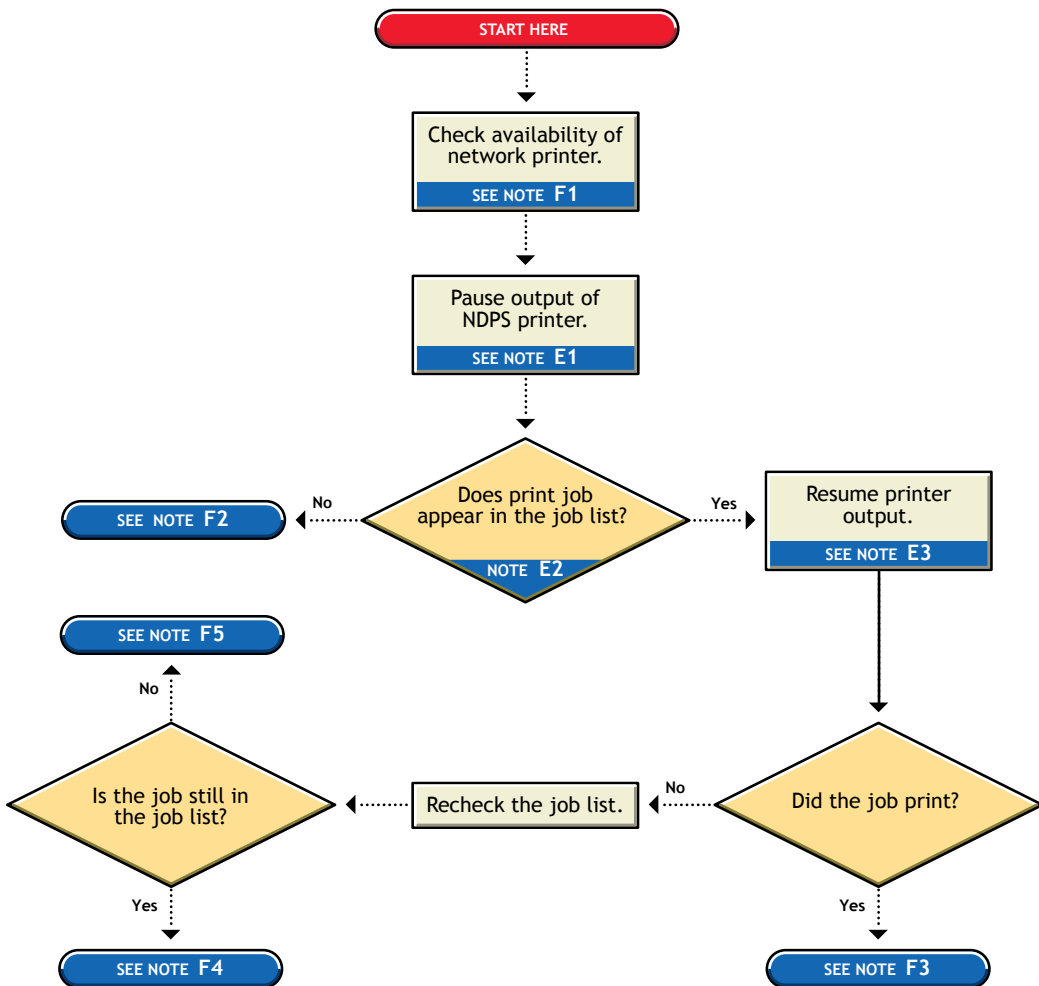 START HERE
Check availability of
network printer.
SEE NOTE F1
Pause output of
NDPS printer.
SEE NOTE E1
Does print job
appear in the job list?
NOTE E2
No
SEE NOTE F2
Yes
Resume printer
output.
SEE NOTE E3
Did the job print?
No
Recheck the job list.
Is the job still in
the job list?
No
SEE NOTE F5
Yes
SEE NOTE F4
Yes
SEE NOTE F3